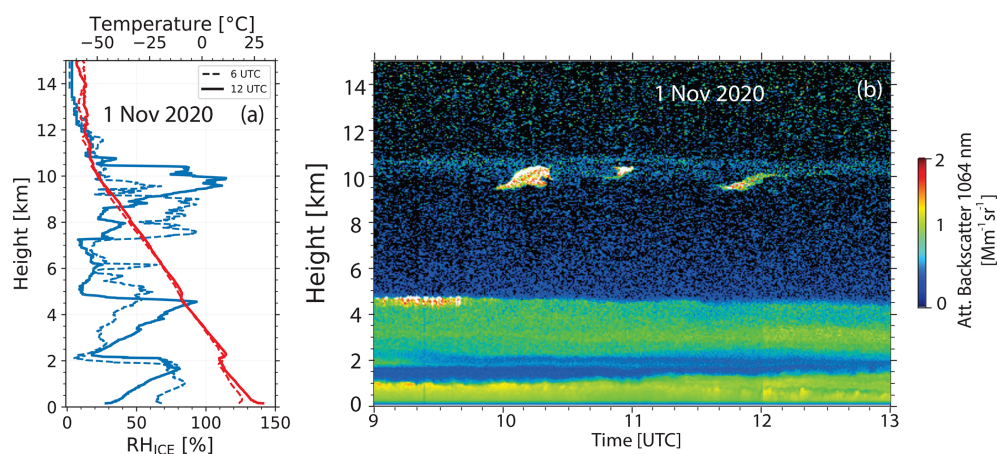 Temperature [°C]
−50 −25 0 25
6 UTC
12 UTC
1 Nov 2020 (a)
14
12
10
8
6
4
2
0
Height [km]
0 50 100 150
RH_ICE [%]
1 Nov 2020 (b)
14
12
10
8
6
4
2
0
Height [km]
9 10 11 12 13
Time [UTC]
2
1
0
Att. Backscatter 1064 nm
[Mm⁻¹sr⁻¹]